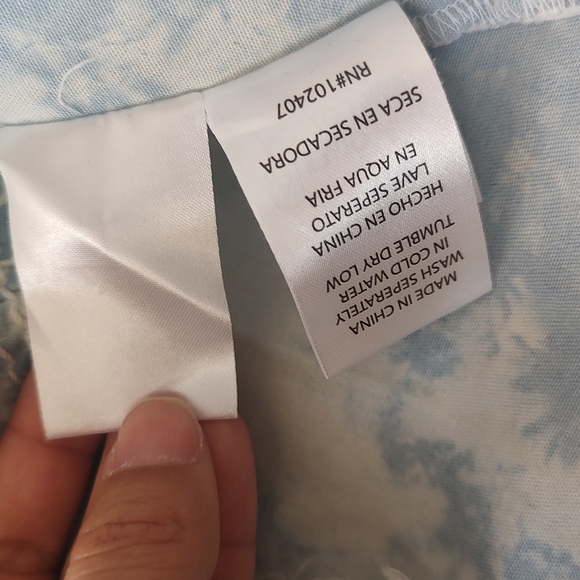 MADE IN CHINA
WASH SEPERATELY
IN COLD WATER
TUMBLE DRY LOW
HECHO EN CHINA
LAVE SEPERATO
EN AQUA FRIA
SECA EN SECADORA
RN#102407